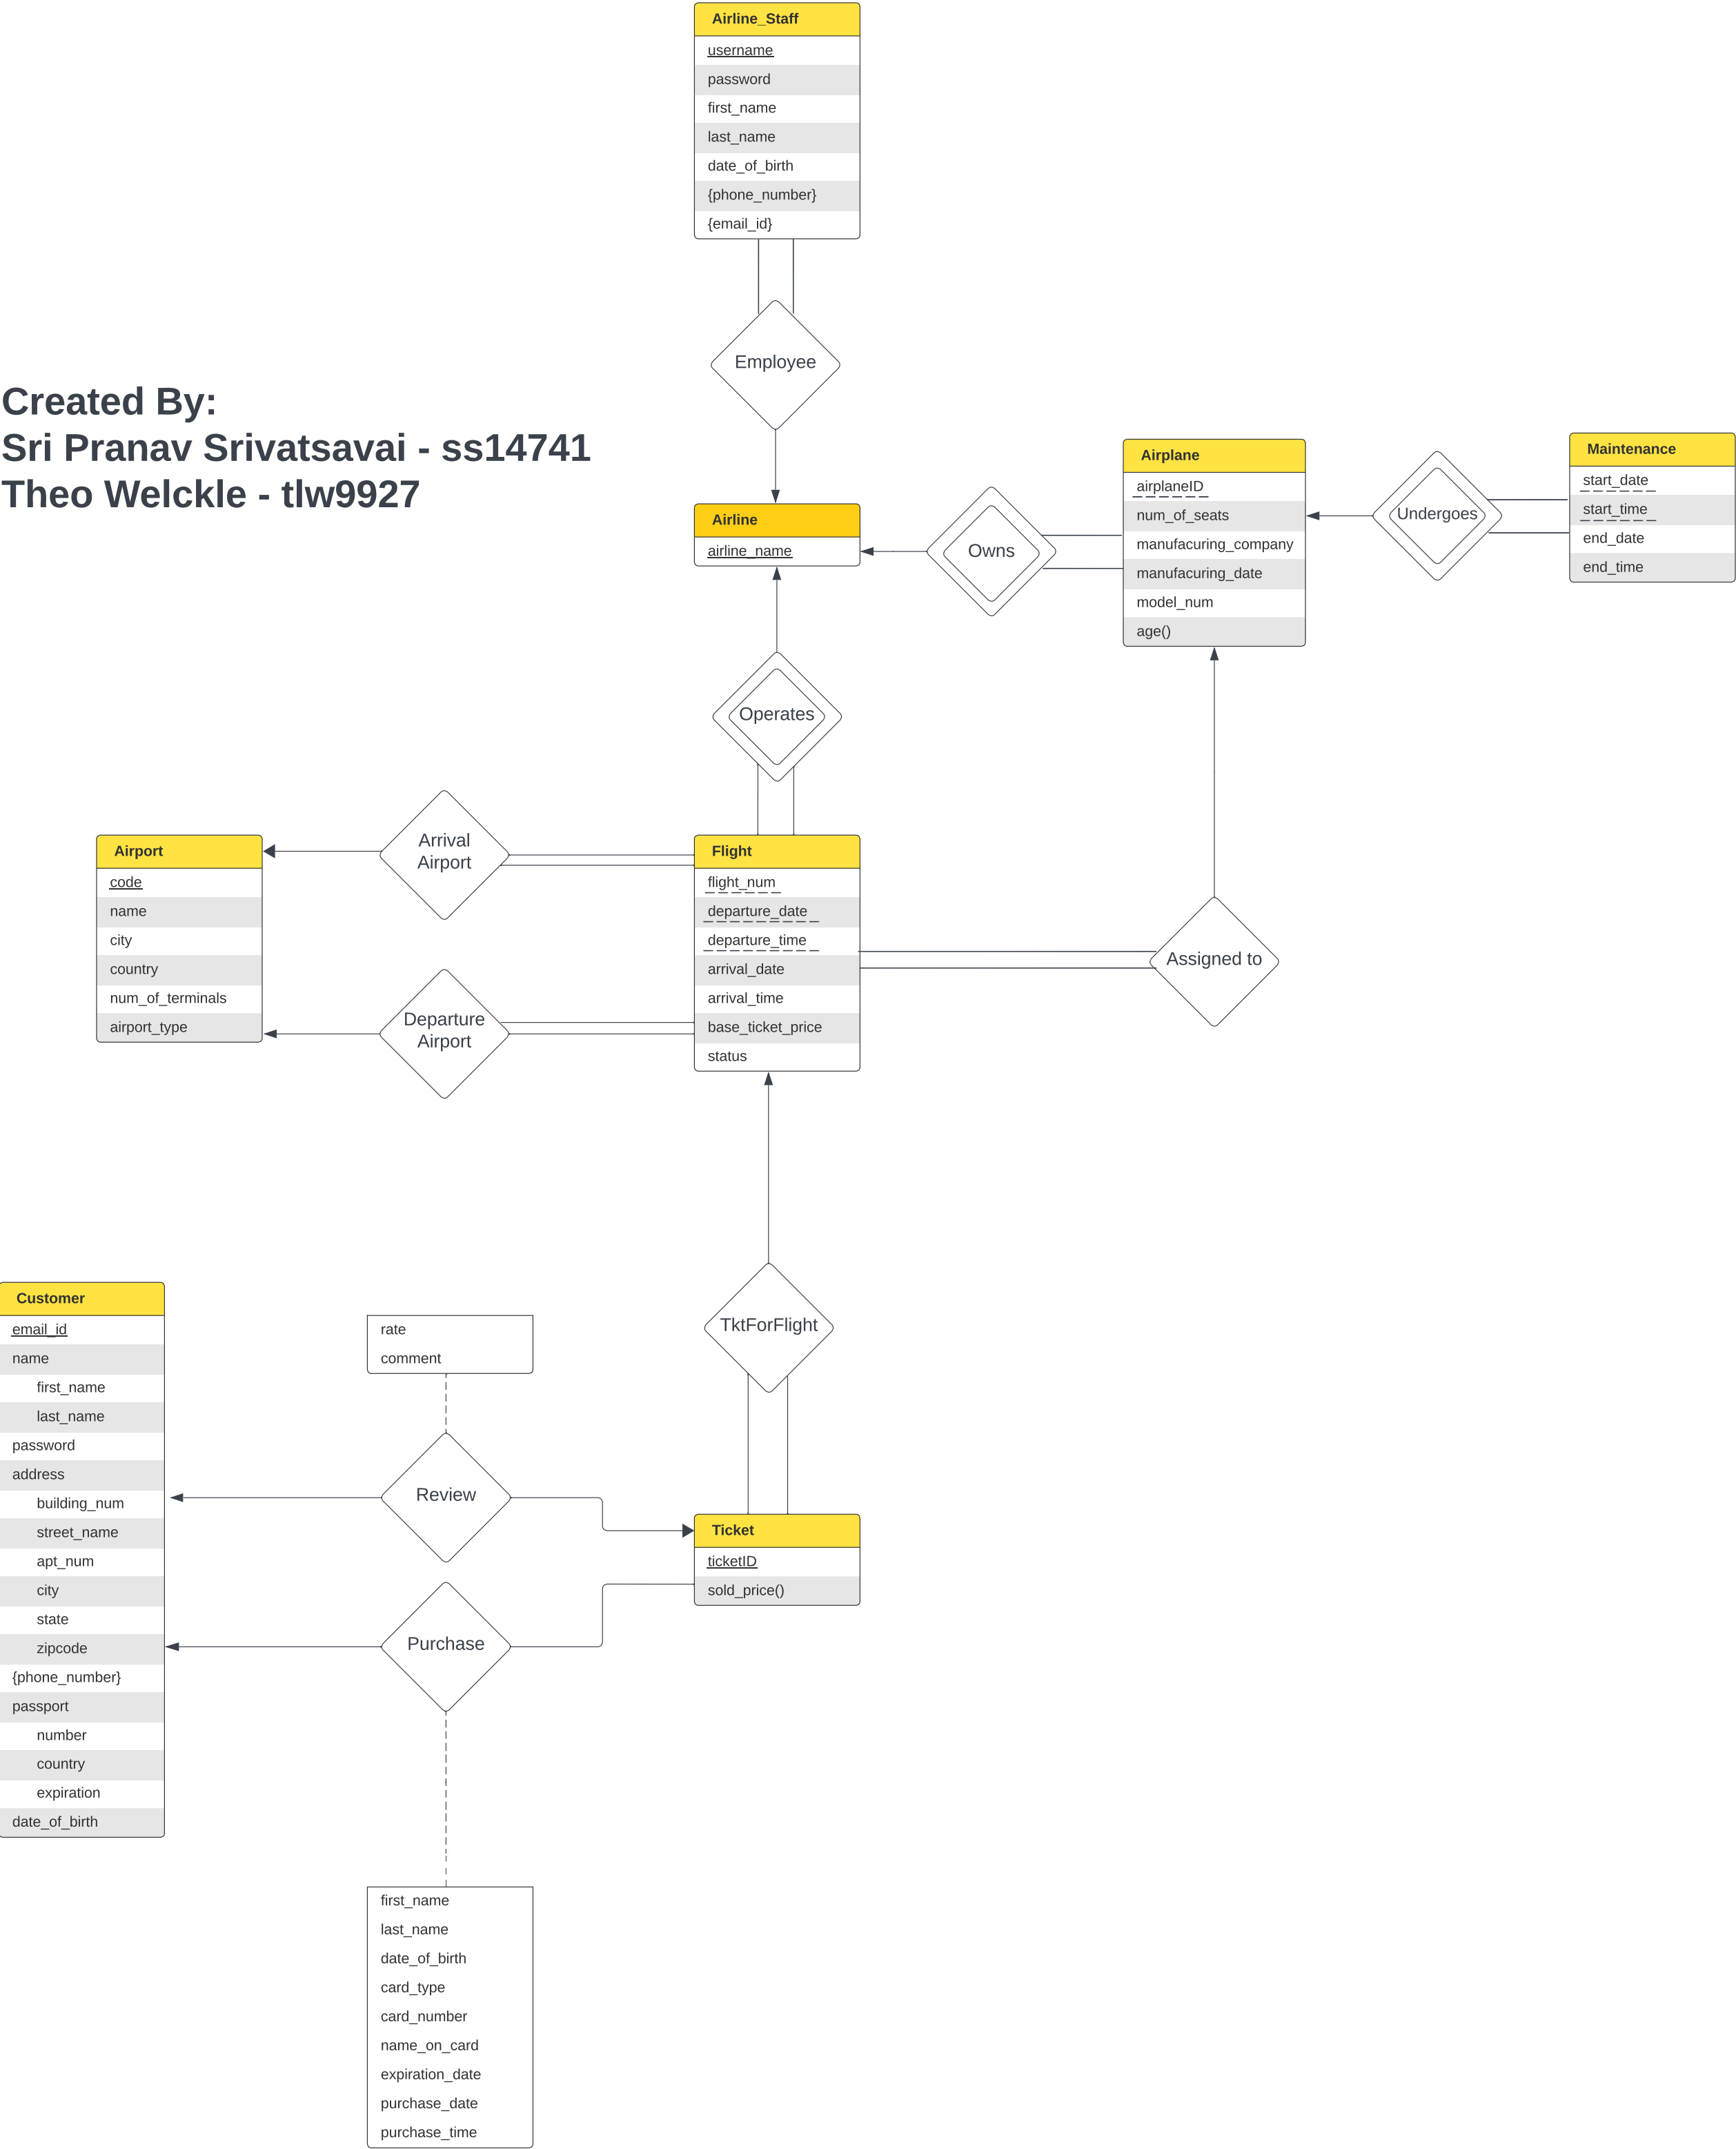 Airline_Staff
username
password
first_name
last_name
date_of_birth
{phone_number}
{email_id}
Employee
Created By:
Sri Pranav Srivatsavai - ss14741
Theo Welckle - tlw9927
Airline
airline_name
Owns
Airplane
airplaneID
num_of_seats
manufacuring_company
manufacuring_date
model_num
age()
Undergoes
Maintenance
start_date
start_time
end_date
end_time
Operates
Arrival
Airport
Airport
code
name
city
country
num_of_terminals
airport_type
Departure
Airport
Flight
flight_num
departure_date
departure_time
arrival_date
arrival_time
base_ticket_price
status
Assigned to
TktForFlight
Customer
email_id
name
first_name
last_name
password
address
building_num
street_name
apt_num
city
state
zipcode
{phone_number}
passport
number
country
expiration
date_of_birth
rate
comment
Review
Purchase
Ticket
ticketID
sold_price()
first_name
last_name
date_of_birth
card_type
card_number
name_on_card
expiration_date
purchase_date
purchase_time